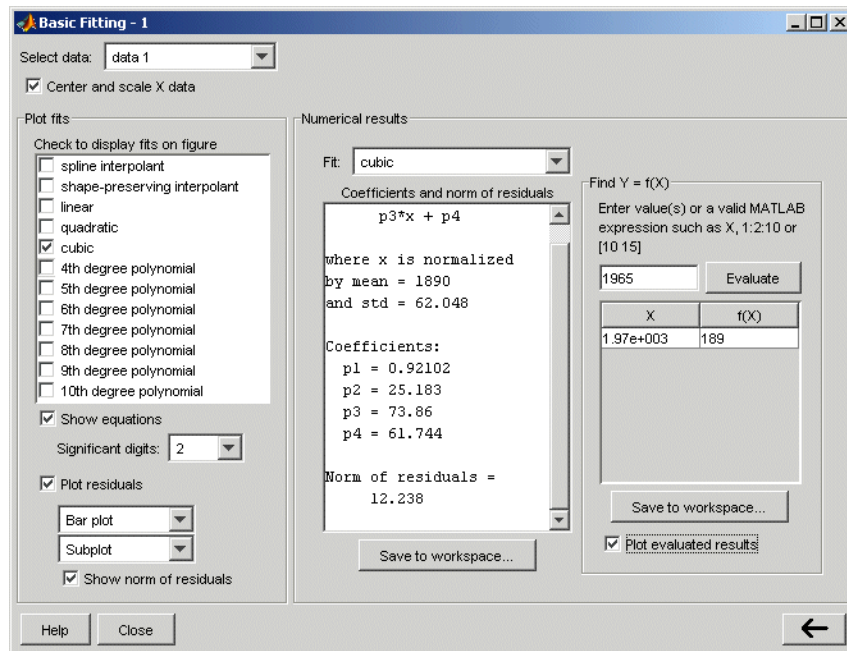 Basic Fitting - 1
Select data: data 1
Center and scale X data
Plot fits
Check to display fits on figure
spline interpolant
shape-preserving interpolant
linear
quadratic
cubic
4th degree polynomial
5th degree polynomial
6th degree polynomial
7th degree polynomial
8th degree polynomial
9th degree polynomial
10th degree polynomial
Show equations
Significant digits: 2
Plot residuals
Bar plot
Subplot
Show norm of residuals
Numerical results
Fit: cubic
Coefficients and norm of residuals
p3*x + p4
where x is normalized
by mean = 1890
and std = 62.048
Coefficients:
p1 = 0.92102
p2 = 25.183
p3 = 73.86
p4 = 61.744
Norm of residuals =
12.238
Save to workspace...
Find Y = f(X)
Enter value(s) or a valid MATLAB
expression such as X, 1:2:10 or
[10 15]
1965 Evaluate
X f(X)
1.97e+003 189
Save to workspace...
Plot evaluated results
Help Close